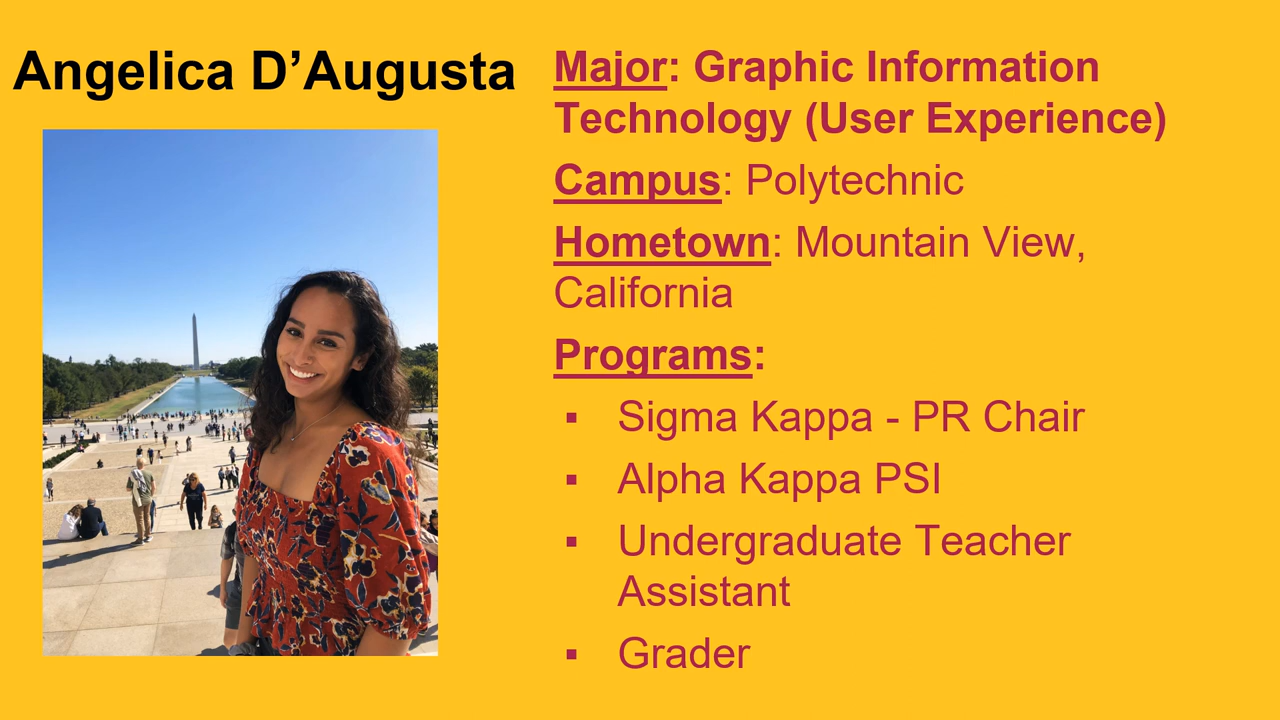 Angelica D’Augusta
Major: Graphic Information
Technology (User Experience)
Campus: Polytechnic
Hometown: Mountain View,
California
Programs:
▪ Sigma Kappa - PR Chair
▪ Alpha Kappa PSI
▪ Undergraduate Teacher
Assistant
▪ Grader